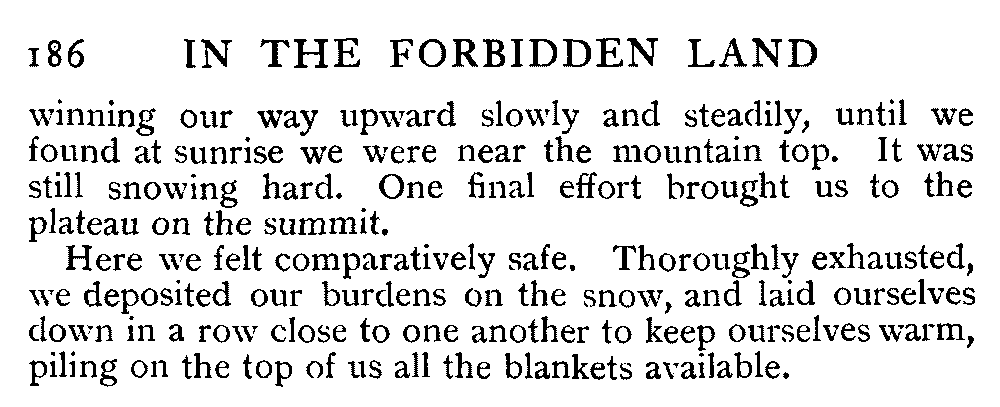 186 IN THE FORBIDDEN LAND
winning our way upward slowly and steadily, until we
found at sunrise we were near the mountain top. It was
still snowing hard. One final effort brought us to the
plateau on the summit.
Here we felt comparatively safe. Thoroughly exhausted,
we deposited our burdens on the snow, and laid ourselves
down in a row close to one another to keep ourselves warm,
piling on the top of us all the blankets available.